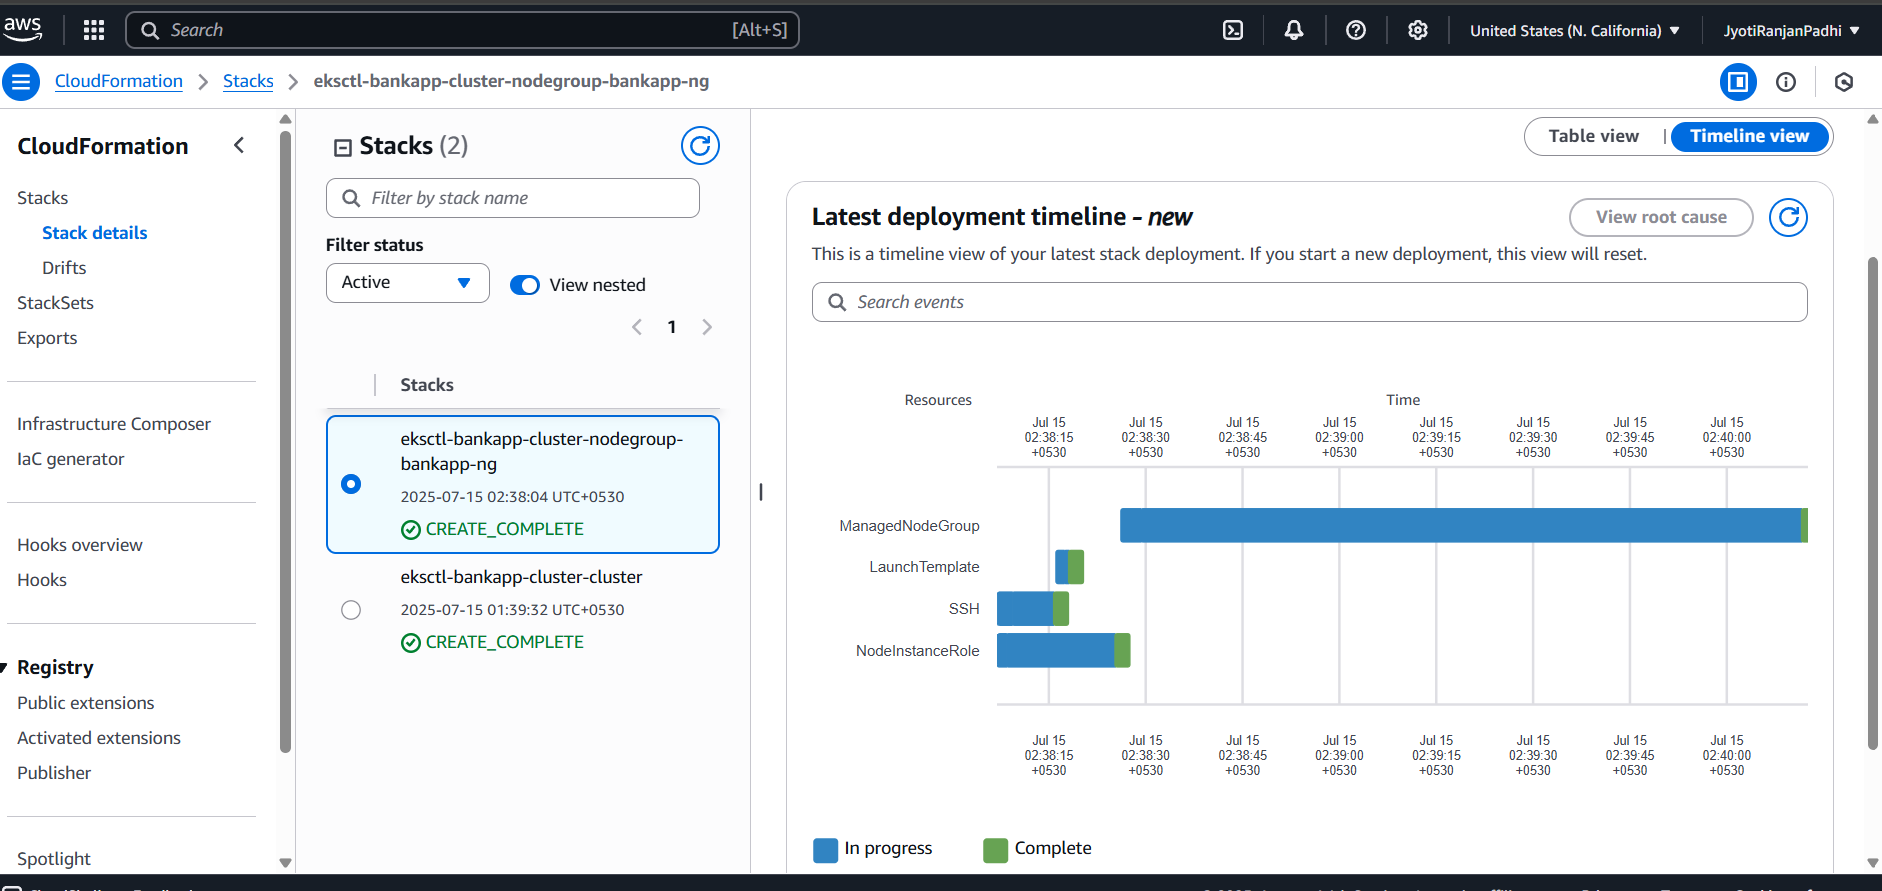 aws
Search
[Alt+S]
United States (N. California)
JyotiRanjanPadhi
CloudFormation
Stacks
eksctl-bankapp-cluster-nodegroup-bankapp-ng
CloudFormation
Stacks
Stack details
Drifts
StackSets
Exports
Infrastructure Composer
IaC generator
Hooks overview
Hooks
Registry
Public extensions
Activated extensions
Publisher
Spotlight
Stacks (2)
Filter by stack name
Filter status
Active
View nested
1
Stacks
eksctl-bankapp-cluster-nodegroup-
bankapp-ng
2025-07-15 02:38:04 UTC+0530
CREATE_COMPLETE
eksctl-bankapp-cluster-cluster
2025-07-15 01:39:32 UTC+0530
CREATE_COMPLETE
Table view
Timeline view
Latest deployment timeline - new
View root cause
This is a timeline view of your latest stack deployment. If you start a new deployment, this view will reset.
Search events
Resources
Time
Jul 15 Jul 15 Jul 15 Jul 15 Jul 15 Jul 15 Jul 15 Jul 15
02:38:15 02:38:30 02:38:45 02:39:00 02:39:15 02:39:30 02:39:45 02:40:00
+0530 +0530 +0530 +0530 +0530 +0530 +0530 +0530
ManagedNodeGroup
LaunchTemplate
SSH
NodeInstanceRole
Jul 15 Jul 15 Jul 15 Jul 15 Jul 15 Jul 15 Jul 15 Jul 15
02:38:15 02:38:30 02:38:45 02:39:00 02:39:15 02:39:30 02:39:45 02:40:00
+0530 +0530 +0530 +0530 +0530 +0530 +0530 +0530
In progress
Complete